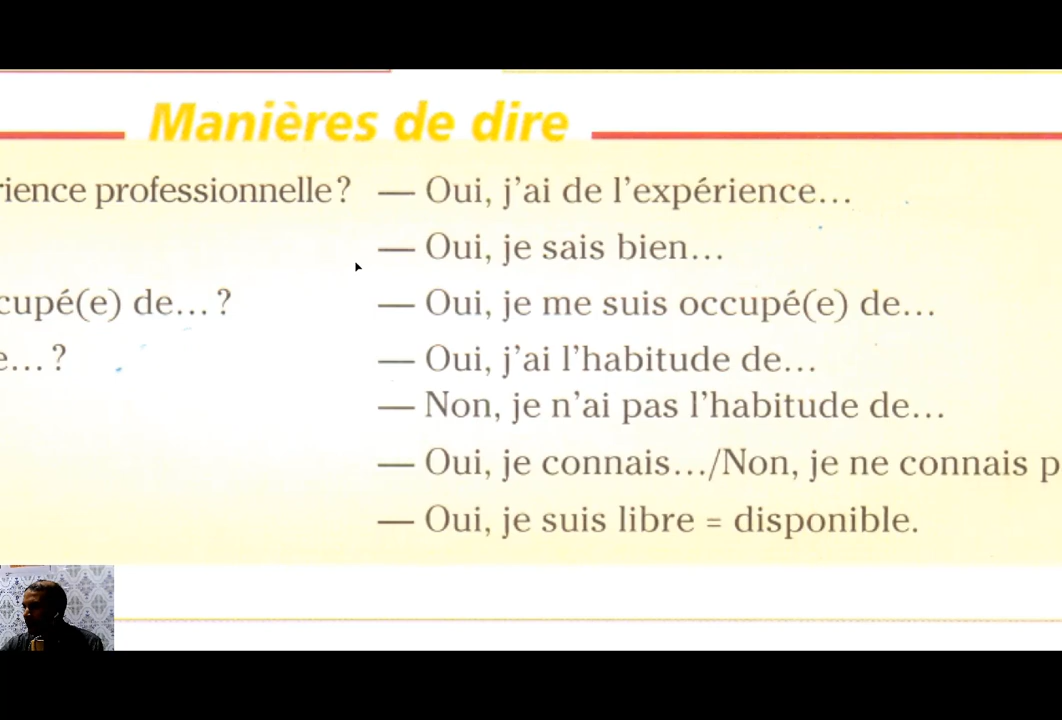 Manières de dire
rience professionnelle? — Oui, j'ai de l'expérience...
— Oui, je sais bien...
cupé(e) de...? — Oui, je me suis occupé(e) de...
e...? — Oui, j'ai l'habitude de...
— Non, je n'ai pas l'habitude de...
— Oui, je connais.../Non, je ne connais p
— Oui, je suis libre = disponible.